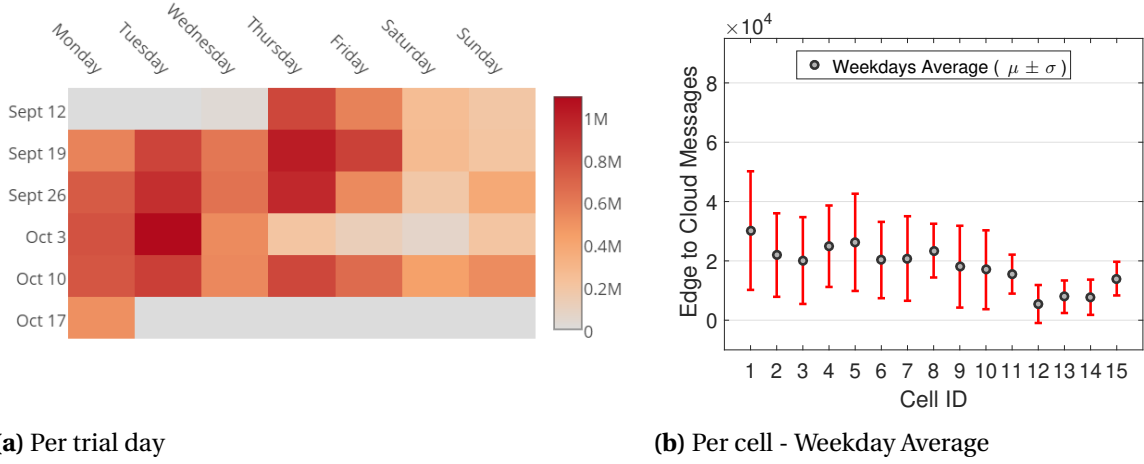 Monday Tuesday Wednesday Thursday Friday Saturday Sunday
Sept 12
Sept 19
Sept 26
Oct 3
Oct 10
Oct 17
1M
0.8M
0.6M
0.4M
0.2M
0
(a) Per trial day
×10⁴
Weekdays Average ( μ ± σ )
Edge to Cloud Messages
8
6
4
2
0
1 2 3 4 5 6 7 8 9 10 11 12 13 14 15
Cell ID
(b) Per cell - Weekday Average